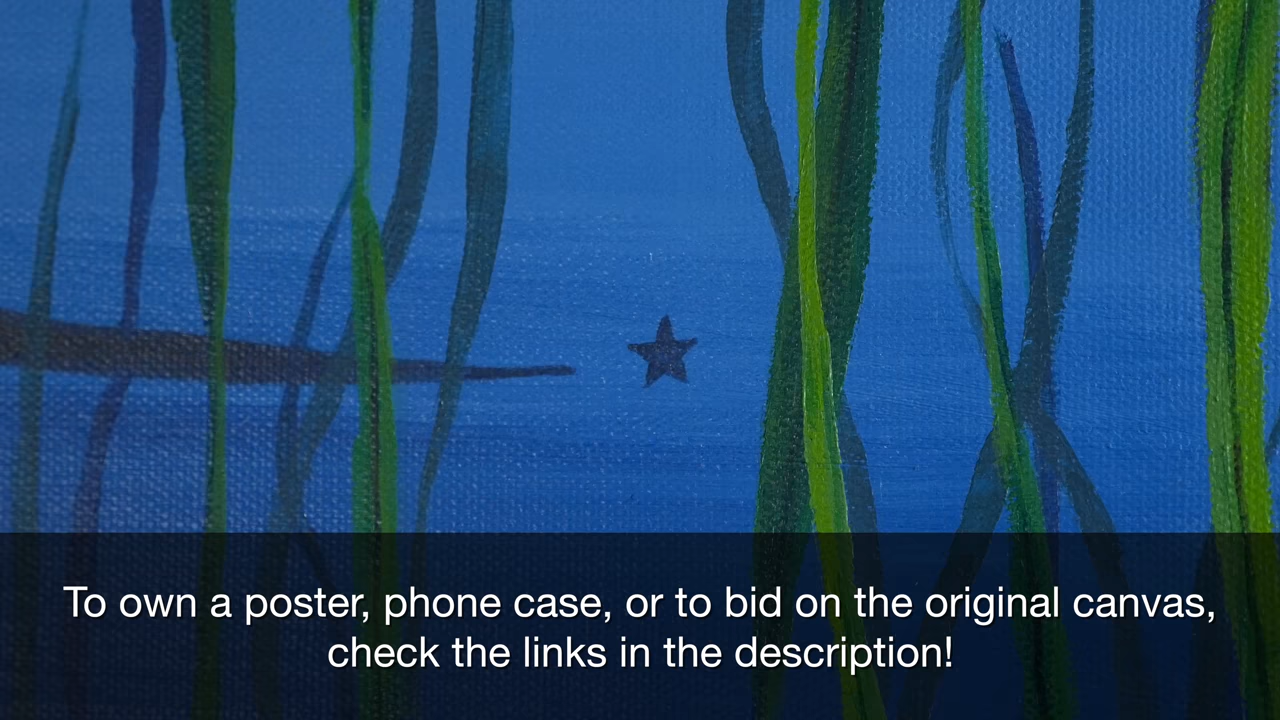 To own a poster, phone case, or to bid on the original canvas,
check the links in the description!